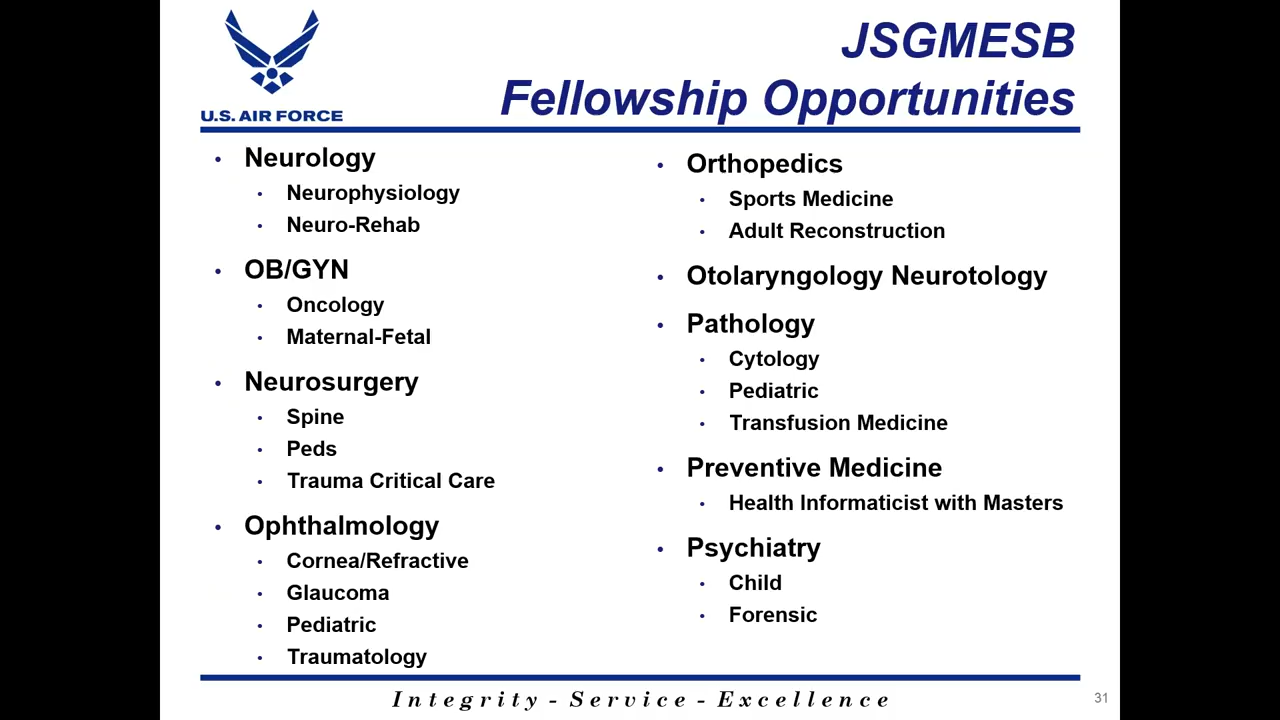 U.S. AIR FORCE
JSGMESB
Fellowship Opportunities
• Neurology
• Neurophysiology
• Neuro-Rehab
• OB/GYN
• Oncology
• Maternal-Fetal
• Neurosurgery
• Spine
• Peds
• Trauma Critical Care
• Ophthalmology
• Cornea/Refractive
• Glaucoma
• Pediatric
• Traumatology
• Orthopedics
• Sports Medicine
• Adult Reconstruction
• Otolaryngology Neurotology
• Pathology
• Cytology
• Pediatric
• Transfusion Medicine
• Preventive Medicine
• Health Informaticist with Masters
• Psychiatry
• Child
• Forensic
Integrity - Service - Excellence
31